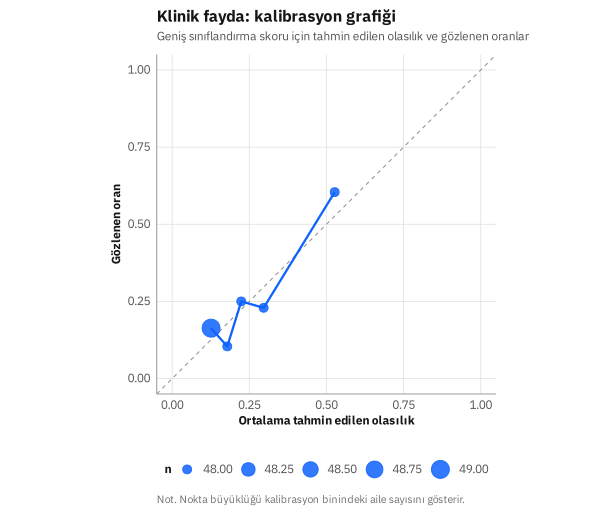 Klinik fayda: kalibrasyon grafiği
Geniş sınıflandırma skoru için tahmin edilen olasılık ve gözlenen oranlar
1.00
0.75
0.50
0.25
0.00
Gözlenen oran
0.00 0.25 0.50 0.75 1.00
Ortalama tahmin edilen olasılık
n 48.00 48.25 48.50 48.75 49.00
Not. Nokta büyüklüğü kalibrasyon binindeki aile sayısını gösterir.